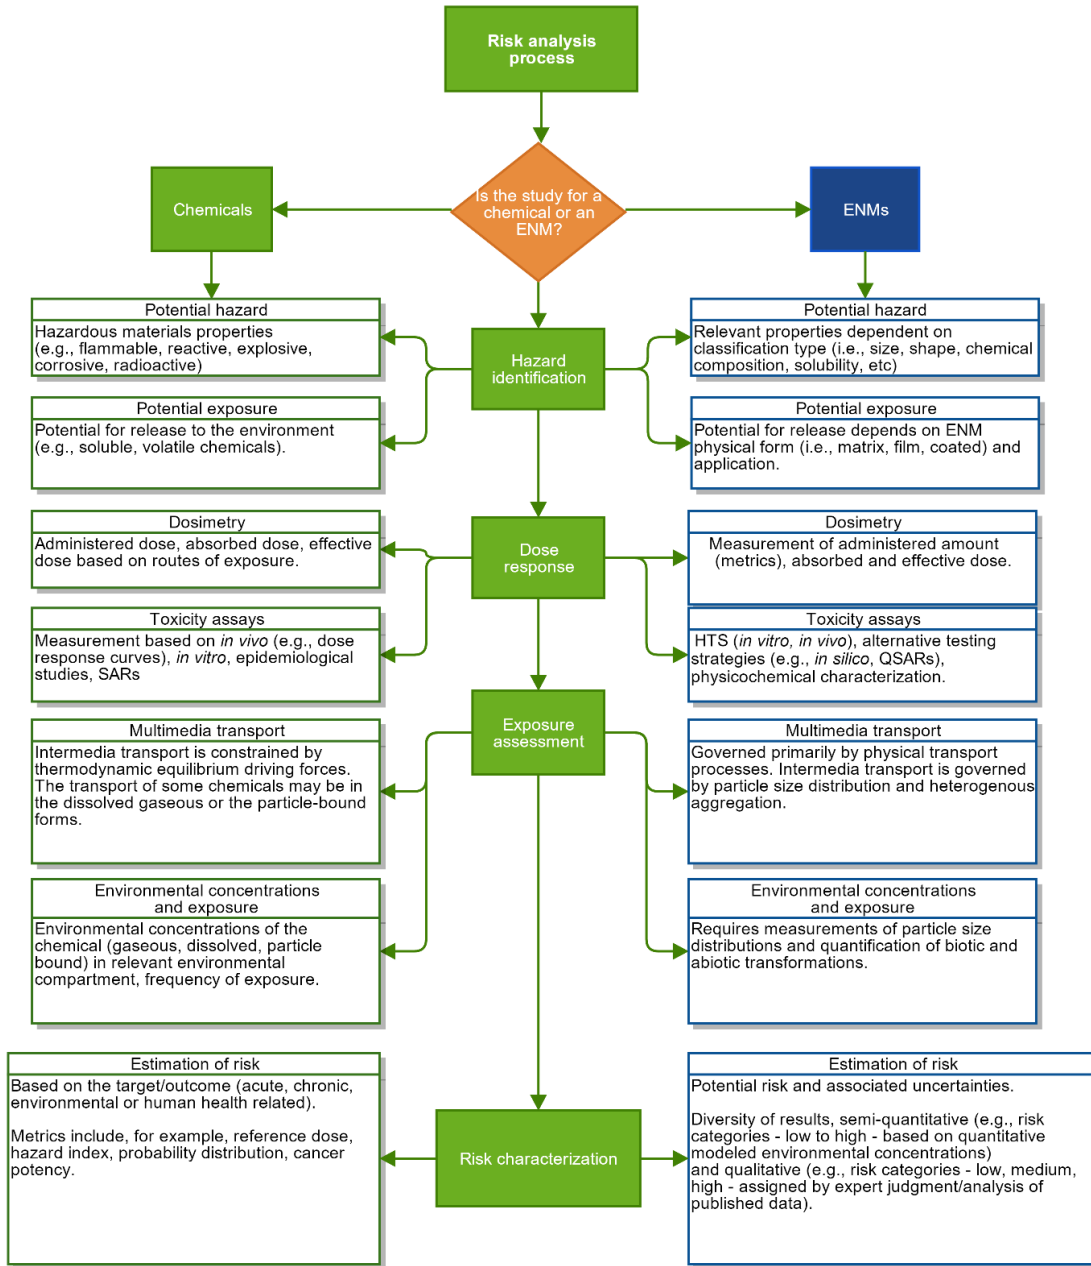 Risk analysis
process
Is the study for a
chemical or an
ENM?
Chemicals
ENMs
Potential hazard
Hazardous materials properties
(e.g., flammable, reactive, explosive,
corrosive, radioactive)
Hazard
identification
Potential hazard
Relevant properties dependent on
classification type (i.e., size, shape, chemical
composition, solubility, etc)
Potential exposure
Potential for release to the environment
(e.g., soluble, volatile chemicals).
Potential exposure
Potential for release depends on ENM
physical form (i.e., matrix, film, coated) and
application.
Dosimetry
Administered dose, absorbed dose, effective
dose based on routes of exposure.
Dose
response
Dosimetry
Measurement of administered amount
(metrics), absorbed and effective dose.
Toxicity assays
Measurement based on in vivo (e.g., dose
response curves), in vitro, epidemiological
studies, SARs
Toxicity assays
HTS (in vitro, in vivo), alternative testing
strategies (e.g., in silico, QSARs),
physicochemical characterization.
Exposure
assessment
Multimedia transport
Intermedia transport is constrained by
thermodynamic equilibrium driving forces.
The transport of some chemicals may be in
the dissolved gaseous or the particle-bound
forms.
Multimedia transport
Governed primarily by physical transport
processes. Intermedia transport is governed
by particle size distribution and heterogenous
aggregation.
Environmental concentrations
and exposure
Environmental concentrations of the
chemical (gaseous, dissolved, particle
bound) in relevant environmental
compartment, frequency of exposure.
Environmental concentrations
and exposure
Requires measurements of particle size
distributions and quantification of biotic and
abiotic transformations.
Estimation of risk
Based on the target/outcome (acute, chronic,
environmental or human health related).
Metrics include, for example, reference dose,
hazard index, probability distribution, cancer
potency.
Risk characterization
Estimation of risk
Potential risk and associated uncertainties.
Diversity of results, semi-quantitative (e.g., risk
categories - low to high - based on quantitative
modeled environmental concentrations)
and qualitative (e.g., risk categories - low, medium,
high - assigned by expert judgment/analysis of
published data).